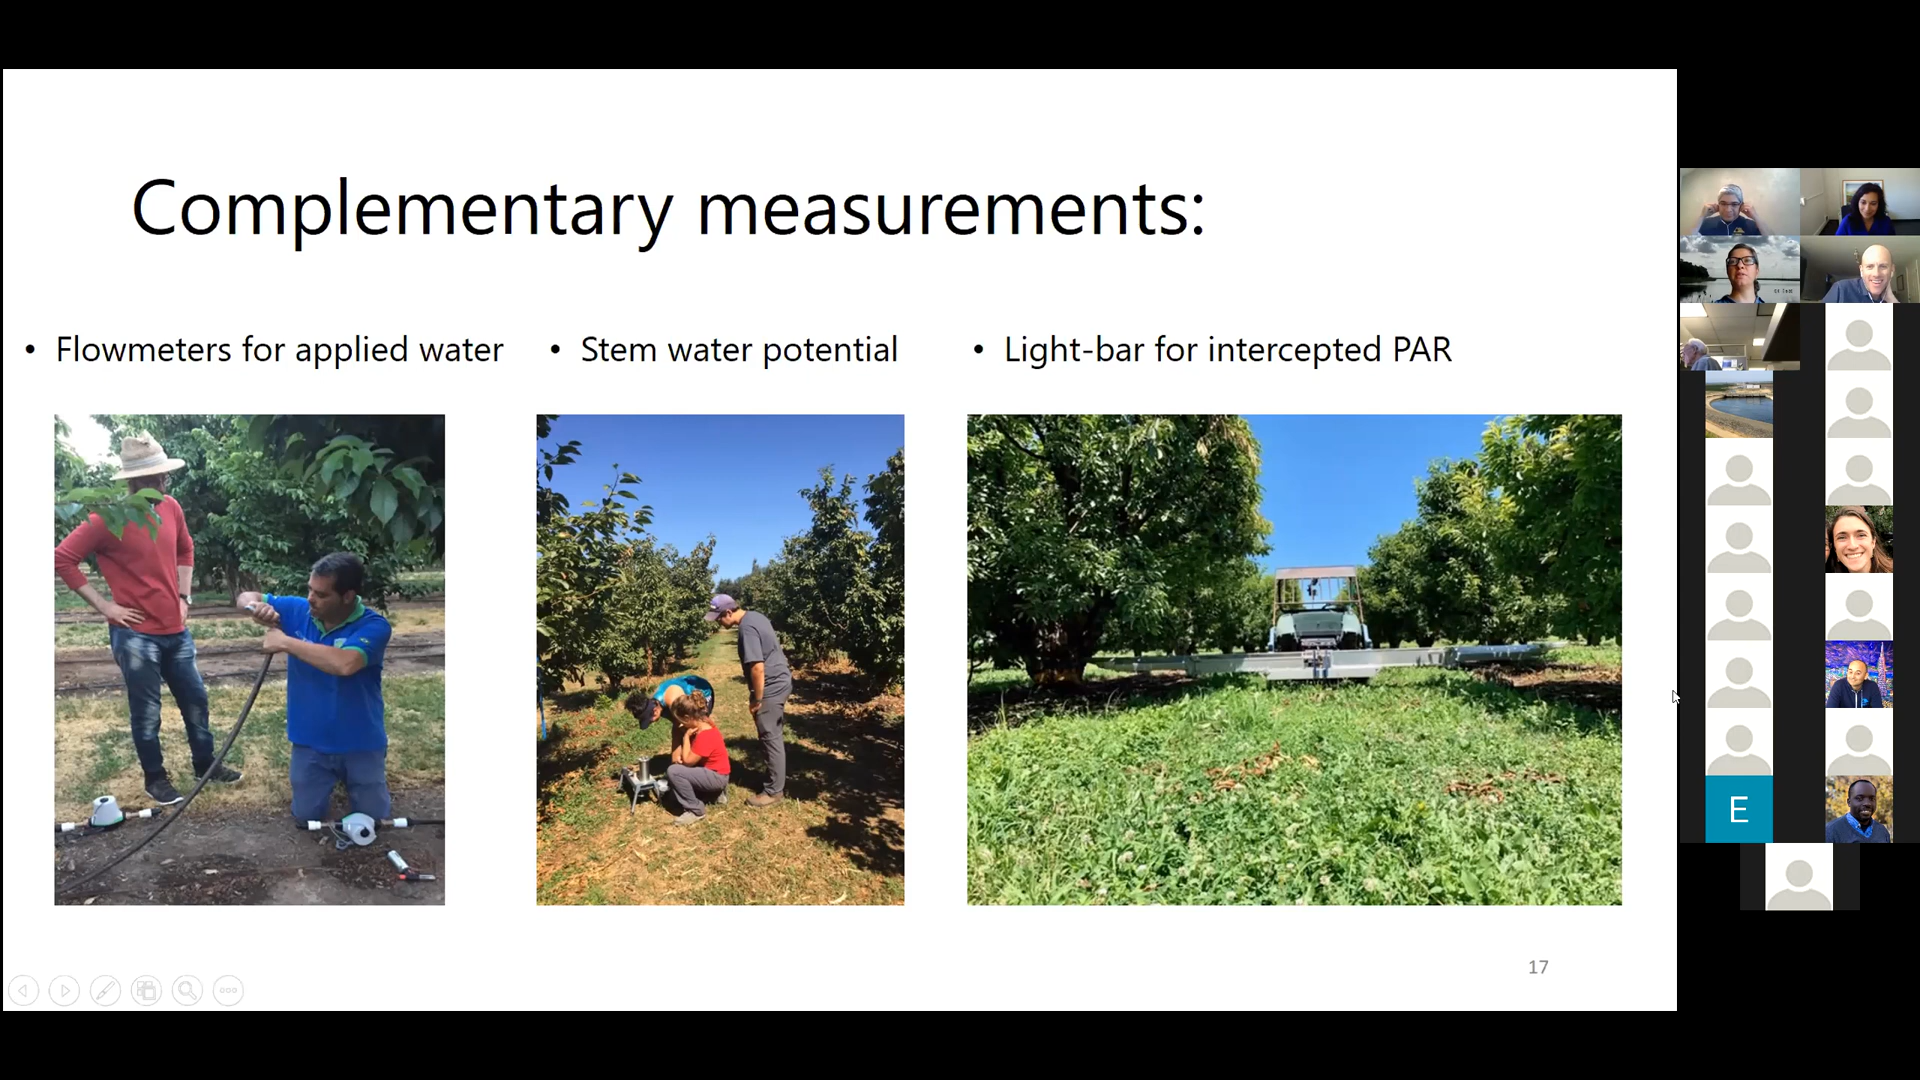 Complementary measurements:
• Flowmeters for applied water
• Stem water potential
• Light-bar for intercepted PAR
17
E